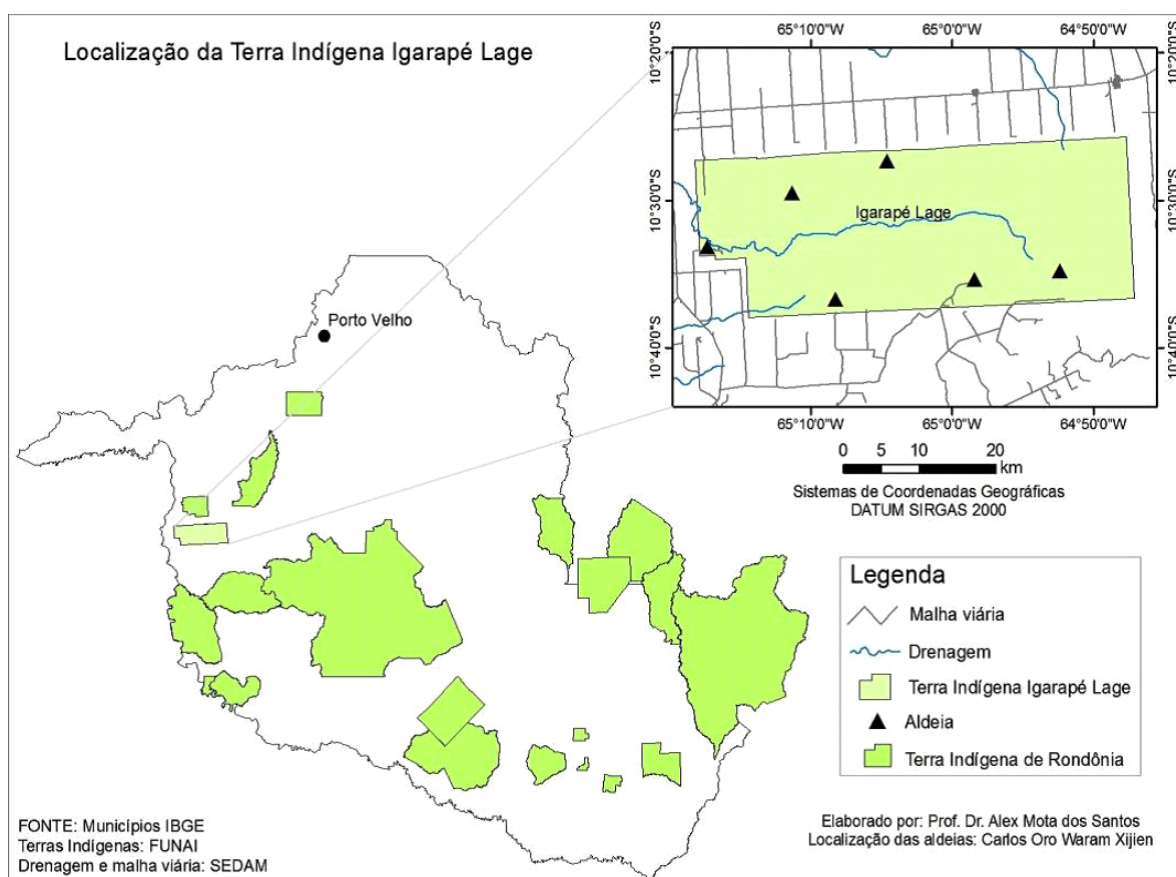 Localização da Terra Indígena Igarapé Lage
65°10'0"W
65°0'0"W
64°50'0"W
10°20'0"S
10°20'0"S
10°30'0"S
10°30'0"S
10°40'0"S
10°40'0"S
Igarapé Lage
65°10'0"W
65°0'0"W
64°50'0"W
0 5 10 20
km
Sistemas de Coordenadas Geográficas
DATUM SIRGAS 2000
Porto Velho
Legenda
Malha viária
Drenagem
Terra Indígena Igarapé Lage
Aldeia
Terra Indígena de Rondônia
FONTE: Municípios IBGE
Terras Indígenas: FUNAI
Drenagem e malha viária: SEDAM
Elaborado por: Prof. Dr. Alex Mota dos Santos
Localização das aldeias: Carlos Oro Waram Xijien